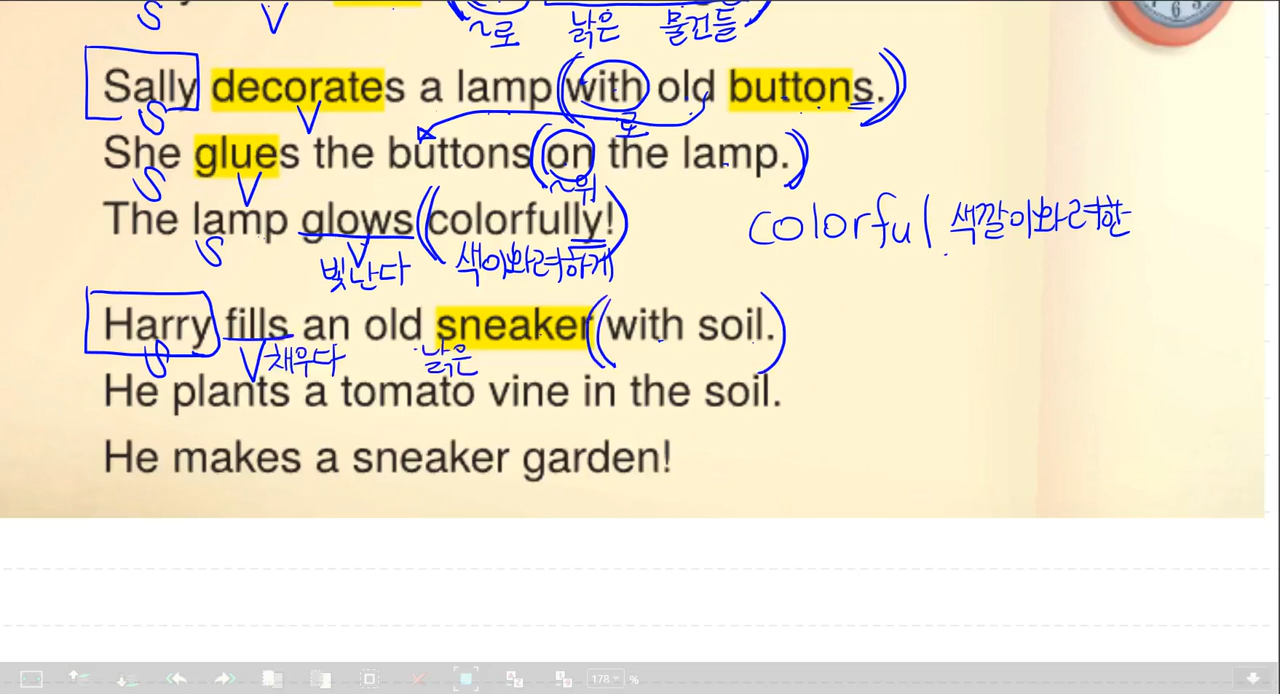 S V ~로 낡은 물건들
Sally decorates a lamp with old buttons.
S V 로
She glues the buttons on the lamp.
S V ~위
The lamp glows colorfully! colorful 색깔이화려한
S V 빛난다 색이화려하게
Harry fills an old sneaker with soil.
S V 채우다 낡은
He plants a tomato vine in the soil.
He makes a sneaker garden!
178 %